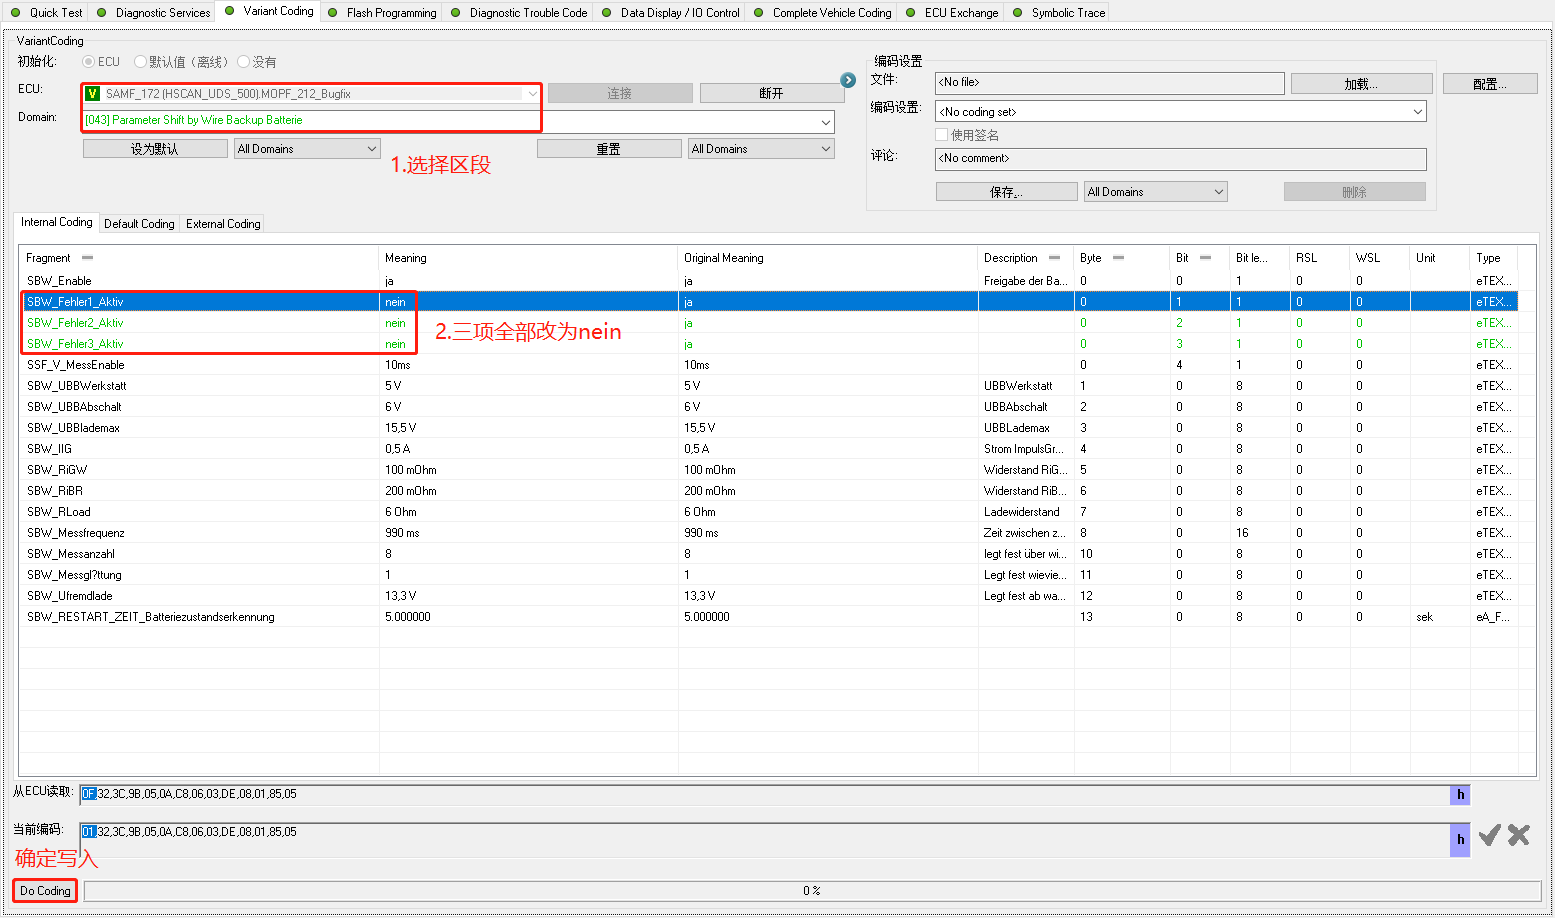 Quick Test Diagnostic Services Variant Coding Flash Programming Diagnostic Trouble Code Data Display / IO Control Complete Vehicle Coding ECU Exchange Symbolic Trace
VariantCoding
初始化: ECU 默认值（离线） 没有
ECU: V SAMF_172 (HSCAN_UDS_500).MOPF_212_Bugfix 连接 断开
Domain: [043] Parameter Shift by Wire Backup Batterie
设为默认 All Domains 重置 All Domains
1.选择区段
编码设置
文件: <No file> 加载... 配置...
编码设置: <No coding set>
使用签名
评论: <No comment>
保存... All Domains 删除
Internal Coding Default Coding External Coding
Fragment Meaning Original Meaning Description Byte Bit Bit le... RSL WSL Unit Type
SBW_Enable ja ja Freigabe der Ba... 0 0 1 0 0 eTEX...
SBW_Fehler1_Aktiv nein ja 0 1 1 0 0 eTEX...
SBW_Fehler2_Aktiv nein ja 0 2 1 0 0 eTEX...
SBW_Fehler3_Aktiv nein ja 0 3 1 0 0 eTEX...
2.三项全部改为nein
SSF_V_MessEnable 10ms 10ms 0 4 1 0 0 eTEX...
SBW_UBBWerkstatt 5 V 5 V UBBWerkstatt 1 0 8 0 0 eTEX...
SBW_UBBAbschalt 6 V 6 V UBBAbschalt 2 0 8 0 0 eTEX...
SBW_UBBlademax 15,5 V 15,5 V UBBLademax 3 0 8 0 0 eTEX...
SBW_IIG 0,5 A 0,5 A Strom ImpulsGr... 4 0 8 0 0 eTEX...
SBW_RiGW 100 mOhm 100 mOhm Widerstand RiG... 5 0 8 0 0 eTEX...
SBW_RiBR 200 mOhm 200 mOhm Widerstand RiB... 6 0 8 0 0 eTEX...
SBW_RLoad 6 Ohm 6 Ohm Ladewiderstand 7 0 8 0 0 eTEX...
SBW_Messfrequenz 990 ms 990 ms Zeit zwischen z... 8 0 16 0 0 eTEX...
SBW_Messanzahl 8 8 legt fest über wi... 10 0 8 0 0 eTEX...
SBW_Messgl?ttung 1 1 Legt fest wievie... 11 0 8 0 0 eTEX...
SBW_Ufremdlade 13,3 V 13,3 V Legt fest ab wa... 12 0 8 0 0 eTEX...
SBW_RESTART_ZEIT_Batteriezustandserkennung 5.000000 5.000000 13 0 8 0 0 sek eA_F...
从ECU读取: 0F,32,3C,9B,05,0A,C8,06,03,DE,08,01,85,05 h
当前编码: 01,32,3C,9B,05,0A,C8,06,03,DE,08,01,85,05 h
确定写入
Do Coding 0 %